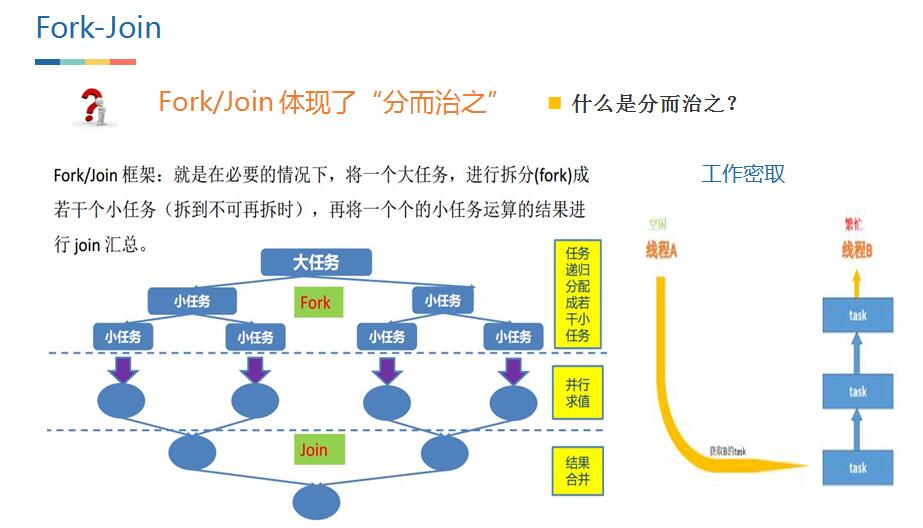 Fork-Join
Fork/Join 体现了“分而治之”
什么是分而治之？
Fork/Join 框架：就是在必要的情况下，将一个大任务，进行拆分(fork)成
若干个小任务（拆到不可再拆时），再将一个个的小任务运算的结果进
行 join 汇总。
大任务
小任务
Fork
小任务
小任务
小任务
小任务
小任务
任务
递归
分配
成若
干小
任务
并行
求值
Join
结果
合并
工作密取
空闲
线程A
繁忙
线程B
task
task
获取B的task
task